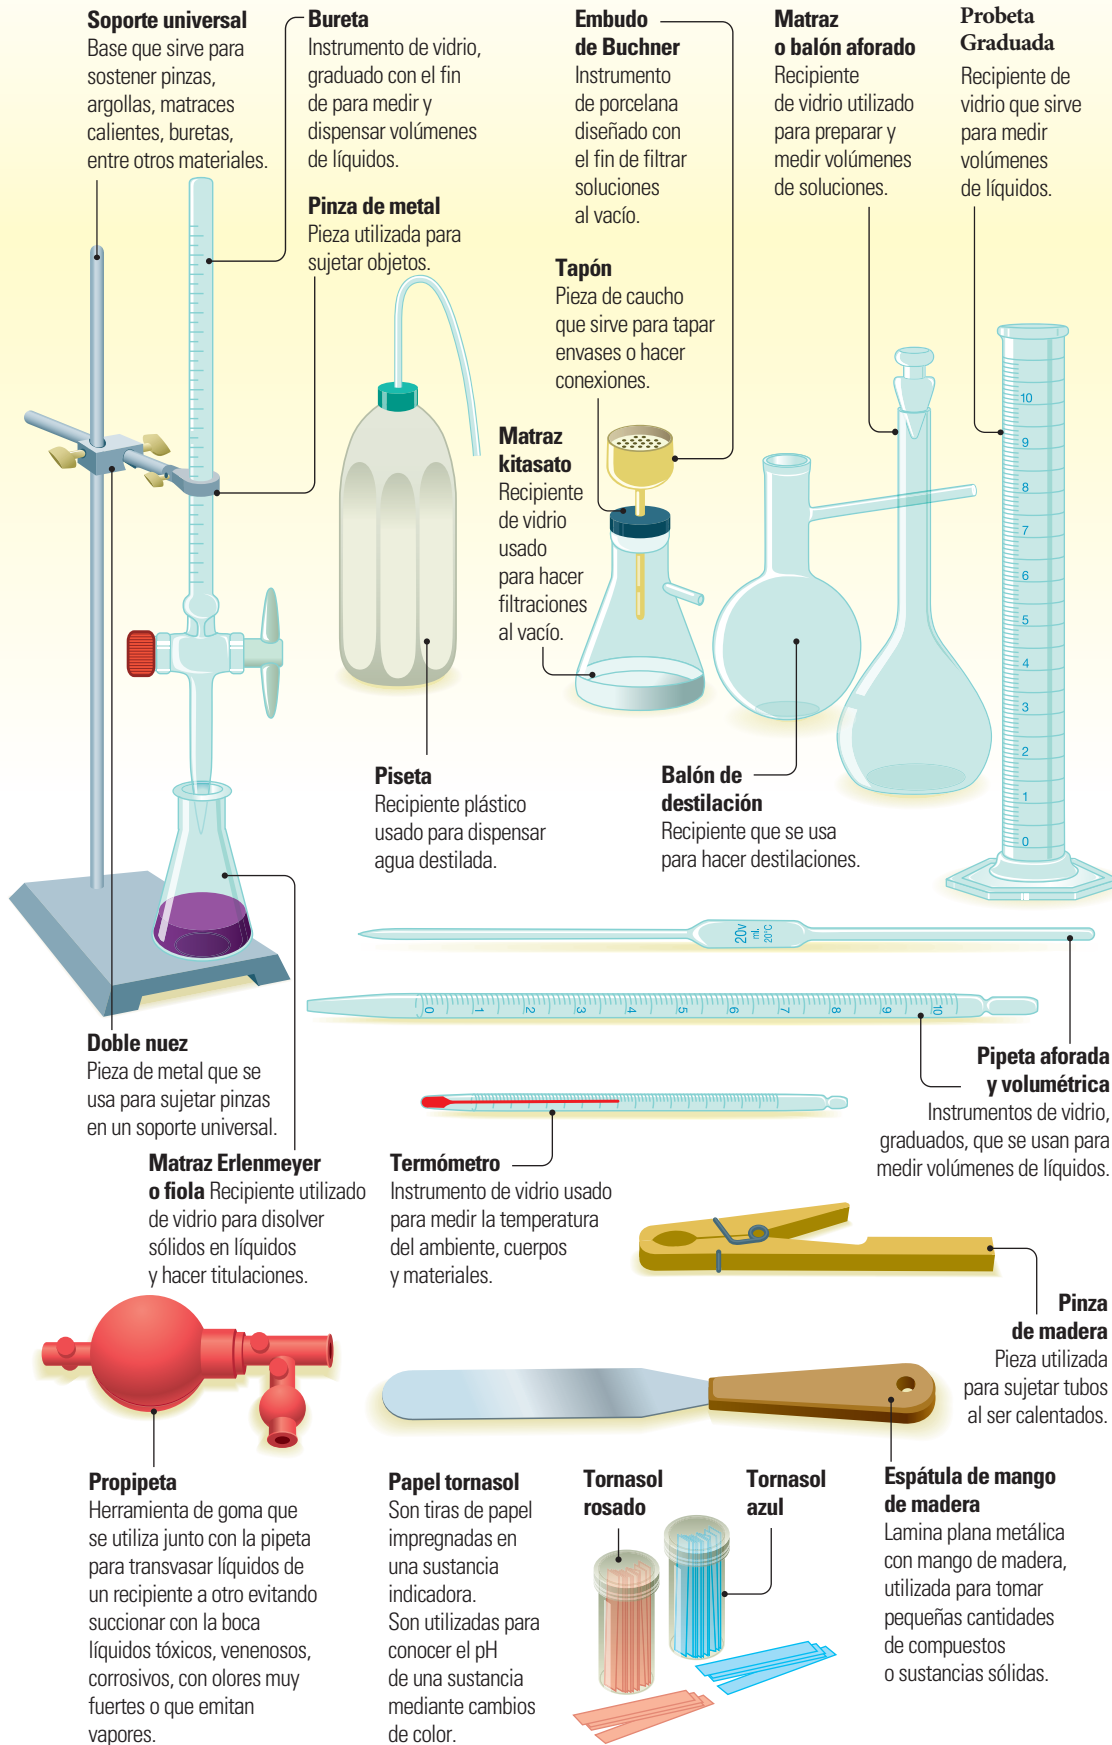 Soporte universal
Base que sirve para
sostener pinzas,
argollas, matraces
calientes, buretas,
entre otros materiales.
Bureta
Instrumento de vidrio,
graduado con el fin
de para medir y
dispensar volúmenes
de líquidos.
Pinza de metal
Pieza utilizada para
sujetar objetos.
Embudo
de Buchner
Instrumento
de porcelana
diseñado con
el fin de filtrar
soluciones
al vacío.
Matraz
o balón aforado
Recipiente
de vidrio utilizado
para preparar y
medir volúmenes
de soluciones.
Probeta
Graduada
Recipiente de
vidrio que sirve
para medir
volúmenes
de líquidos.
Tapón
Pieza de caucho
que sirve para tapar
envases o hacer
conexiones.
Matraz
kitasato
Recipiente
de vidrio
usado
para hacer
filtraciones
al vacío.
10
9
8
7
6
5
4
3
2
1
0
Piseta
Recipiente plástico
usado para dispensar
agua destilada.
Balón de
destilación
Recipiente que se usa
para hacer destilaciones.
20v
ml.
20°C
0 1 2 3 4 5 6 7 8 9 10
Doble nuez
Pieza de metal que se
usa para sujetar pinzas
en un soporte universal.
Pipeta aforada
y volumétrica
Instrumentos de vidrio,
graduados, que se usan para
medir volúmenes de líquidos.
Matraz Erlenmeyer
o fiola Recipiente utilizado
de vidrio para disolver
sólidos en líquidos
y hacer titulaciones.
Termómetro
Instrumento de vidrio usado
para medir la temperatura
del ambiente, cuerpos
y materiales.
Pinza
de madera
Pieza utilizada
para sujetar tubos
al ser calentados.
Propipeta
Herramienta de goma que
se utiliza junto con la pipeta
para transvasar líquidos de
un recipiente a otro evitando
succionar con la boca
líquidos tóxicos, venenosos,
corrosivos, con olores muy
fuertes o que emitan
vapores.
Papel tornasol
Son tiras de papel
impregnadas en
una sustancia
indicadora.
Son utilizadas para
conocer el pH
de una sustancia
mediante cambios
de color.
Tornasol
rosado
Tornasol
azul
Espátula de mango
de madera
Lamina plana metálica
con mango de madera,
utilizada para tomar
pequeñas cantidades
de compuestos
o sustancias sólidas.